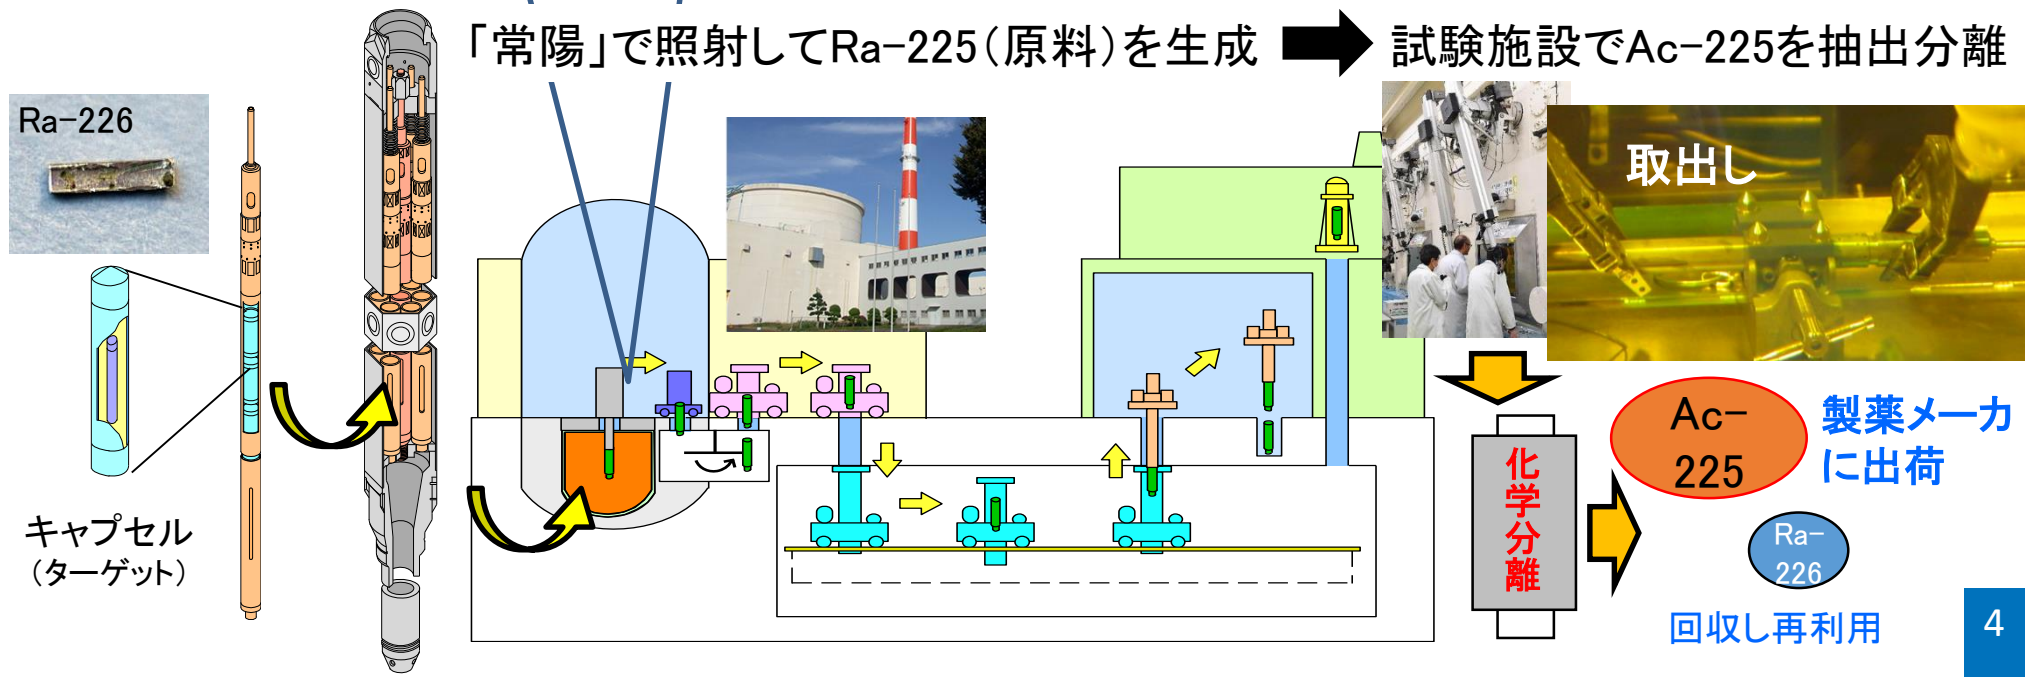 「常陽」で照射してRa-225（原料）を生成
試験施設でAc-225を抽出分離
Ra-226
取出し
キャプセル
（ターゲット）
化学分離
Ac-
225
製薬メーカ
に出荷
Ra-
226
回収し再利用
4